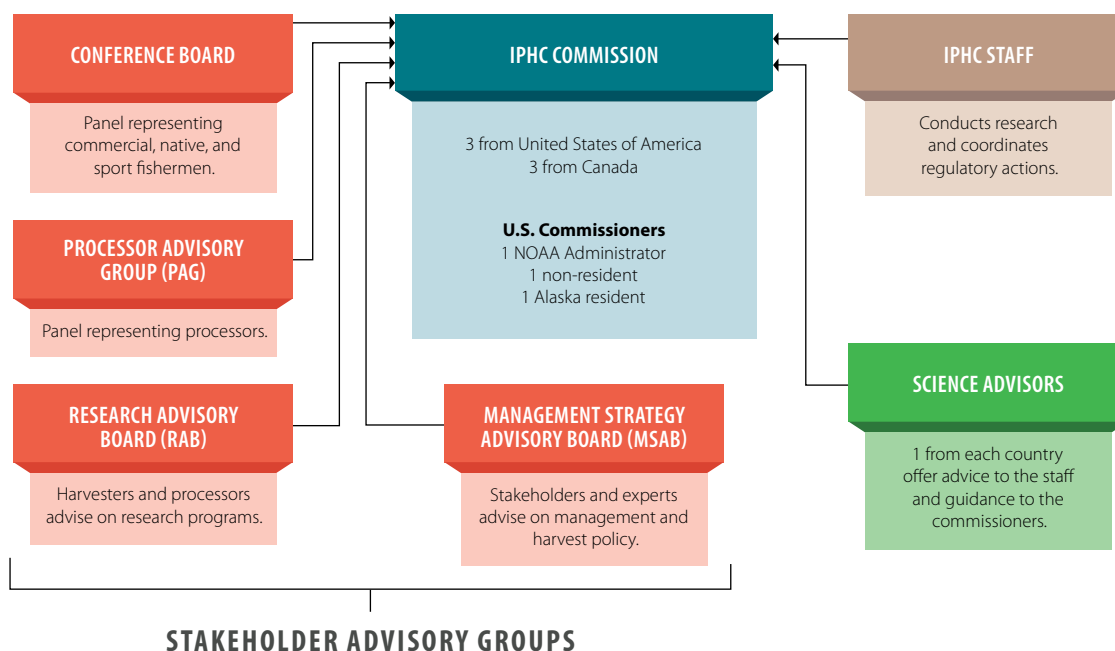 CONFERENCE BOARD
Panel representing
commercial, native, and
sport fishermen.
PROCESSOR ADVISORY
GROUP (PAG)
Panel representing processors.
RESEARCH ADVISORY
BOARD (RAB)
Harvesters and processors
advise on research programs.
IPHC COMMISSION
3 from United States of America
3 from Canada
U.S. Commissioners
1 NOAA Administrator
1 non-resident
1 Alaska resident
MANAGEMENT STRATEGY
ADVISORY BOARD (MSAB)
Stakeholders and experts
advise on management and
harvest policy.
IPHC STAFF
Conducts research
and coordinates
regulatory actions.
SCIENCE ADVISORS
1 from each country
offer advice to the staff
and guidance to the
commissioners.
STAKEHOLDER ADVISORY GROUPS